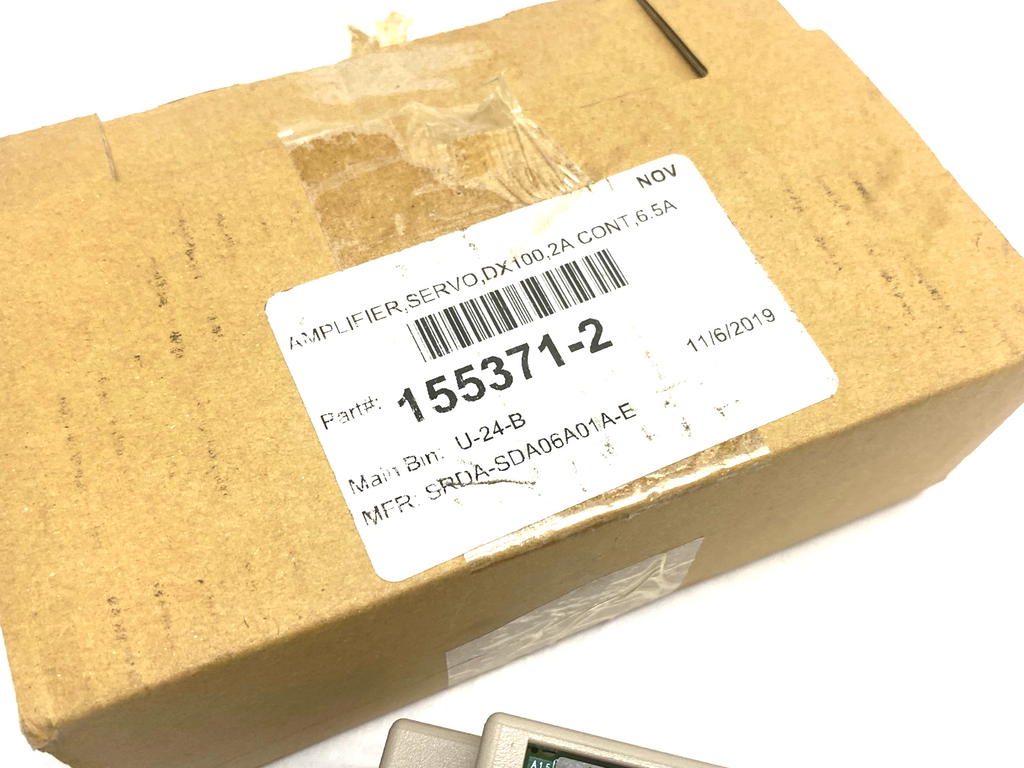 NOV
AMPLIFIER,SERVO,DX100,2A CONT,6.5A
Part#: 155371-2
11/6/2019
Main Bin: U-24-B
MFR: SRDA-SDA06A01A-E
A15